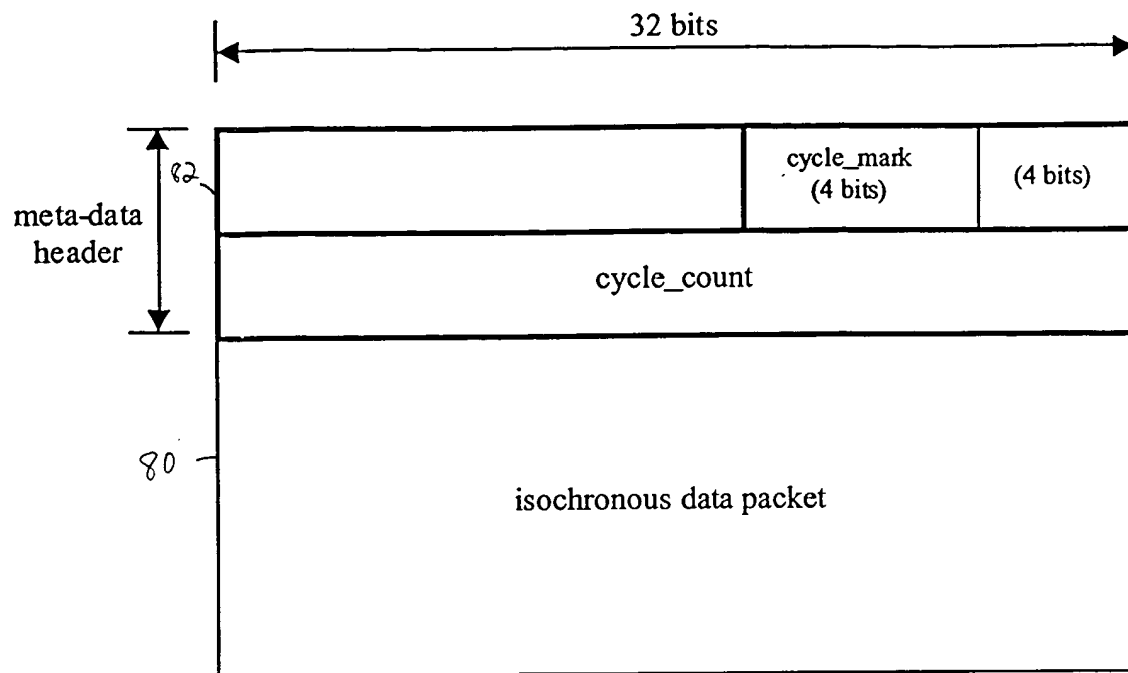 32 bits
82
cycle_mark
(4 bits)
(4 bits)
meta-data
header
cycle_count
80
isochronous data packet